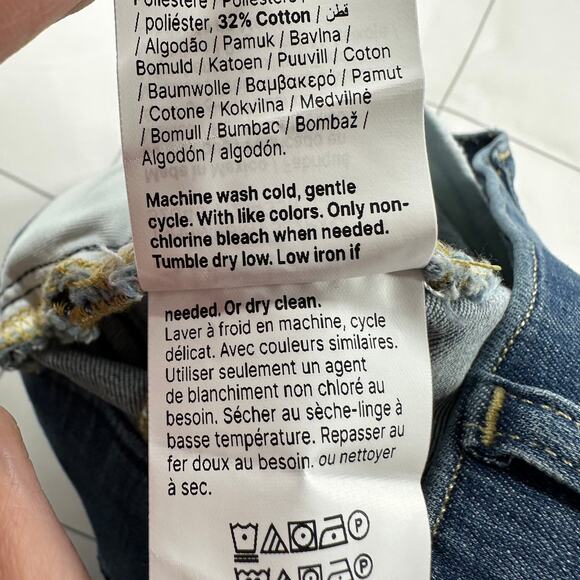 / poliéster, 32% Cotton / قطن
/ Algodão / Pamuk / Bavlna /
Bomuld / Katoen / Puuvill / Coton
/ Baumwolle / Βαμβακερό / Pamut
/ Cotone / Kokvilna / Medvilnė
/ Bomull / Bumbac / Bombaž /
Algodón / algodón.
Machine wash cold, gentle
cycle. With like colors. Only non-
chlorine bleach when needed.
Tumble dry low. Low iron if
needed. Or dry clean.
Laver à froid en machine, cycle
délicat. Avec couleurs similaires.
Utiliser seulement un agent
de blanchiment non chloré au
besoin. Sécher au sèche-linge à
basse température. Repasser au
fer doux au besoin. ou nettoyer
à sec.
P
P